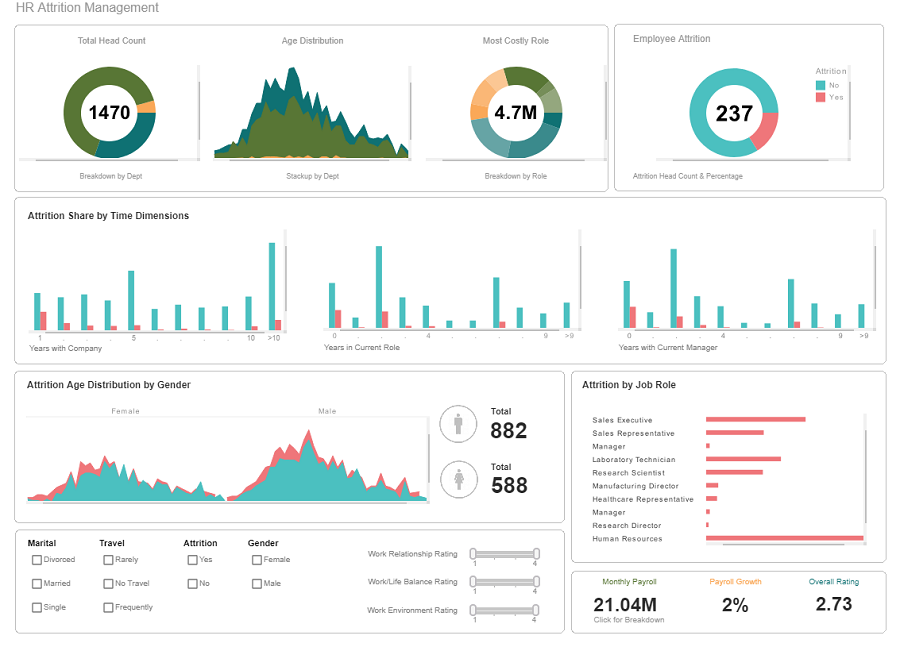 HR Attrition Management
Total Head Count
1470
Breakdown by Dept
Age Distribution
Stackup by Dept
Most Costly Role
4.7M
Breakdown by Role
Employee Attrition
237
Attrition
No
Yes
Attrition Head Count & Percentage
Attrition Share by Time Dimensions
1 . . . 5 . . . . 10 >10
Years with Company
0 . 2 . 4 . . . . 9 >9
Years in Current Role
0 . 2 . >4 . . . . 9 >9
Years with Current Manager
Attrition Age Distribution by Gender
Female
Male
Total
882
Total
588
Attrition by Job Role
Sales Executive
Sales Representative
Manager
Laboratory Technician
Research Scientist
Manufacturing Director
Healthcare Representative
Manager
Research Director
Human Resources
Marital
Divorced
Married
Single
Travel
Rarely
No Travel
Frequently
Attrition
Yes
No
Gender
Female
Male
Work Relationship Rating
1 4
Work/Life Balance Rating
1 4
Work Environment Rating
1 4
Monthly Payroll
21.04M
Click for Breakdown
Payroll Growth
2%
Overall Rating
2.73